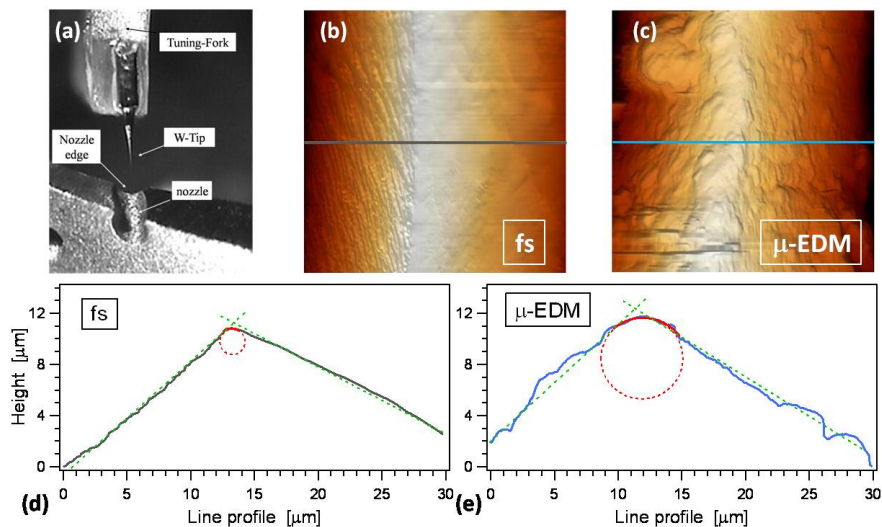 (a)
Tuning-Fork
W-Tip
Nozzle
edge
nozzle
(b)
fs
(c)
μ-EDM
fs
12
8
4
0
Height [μm]
0 5 10 15 20 25 30
Line profile [μm]
(d)
μ-EDM
12
8
4
0
0 5 10 15 20 25 30
Line profile [μm]
(e)